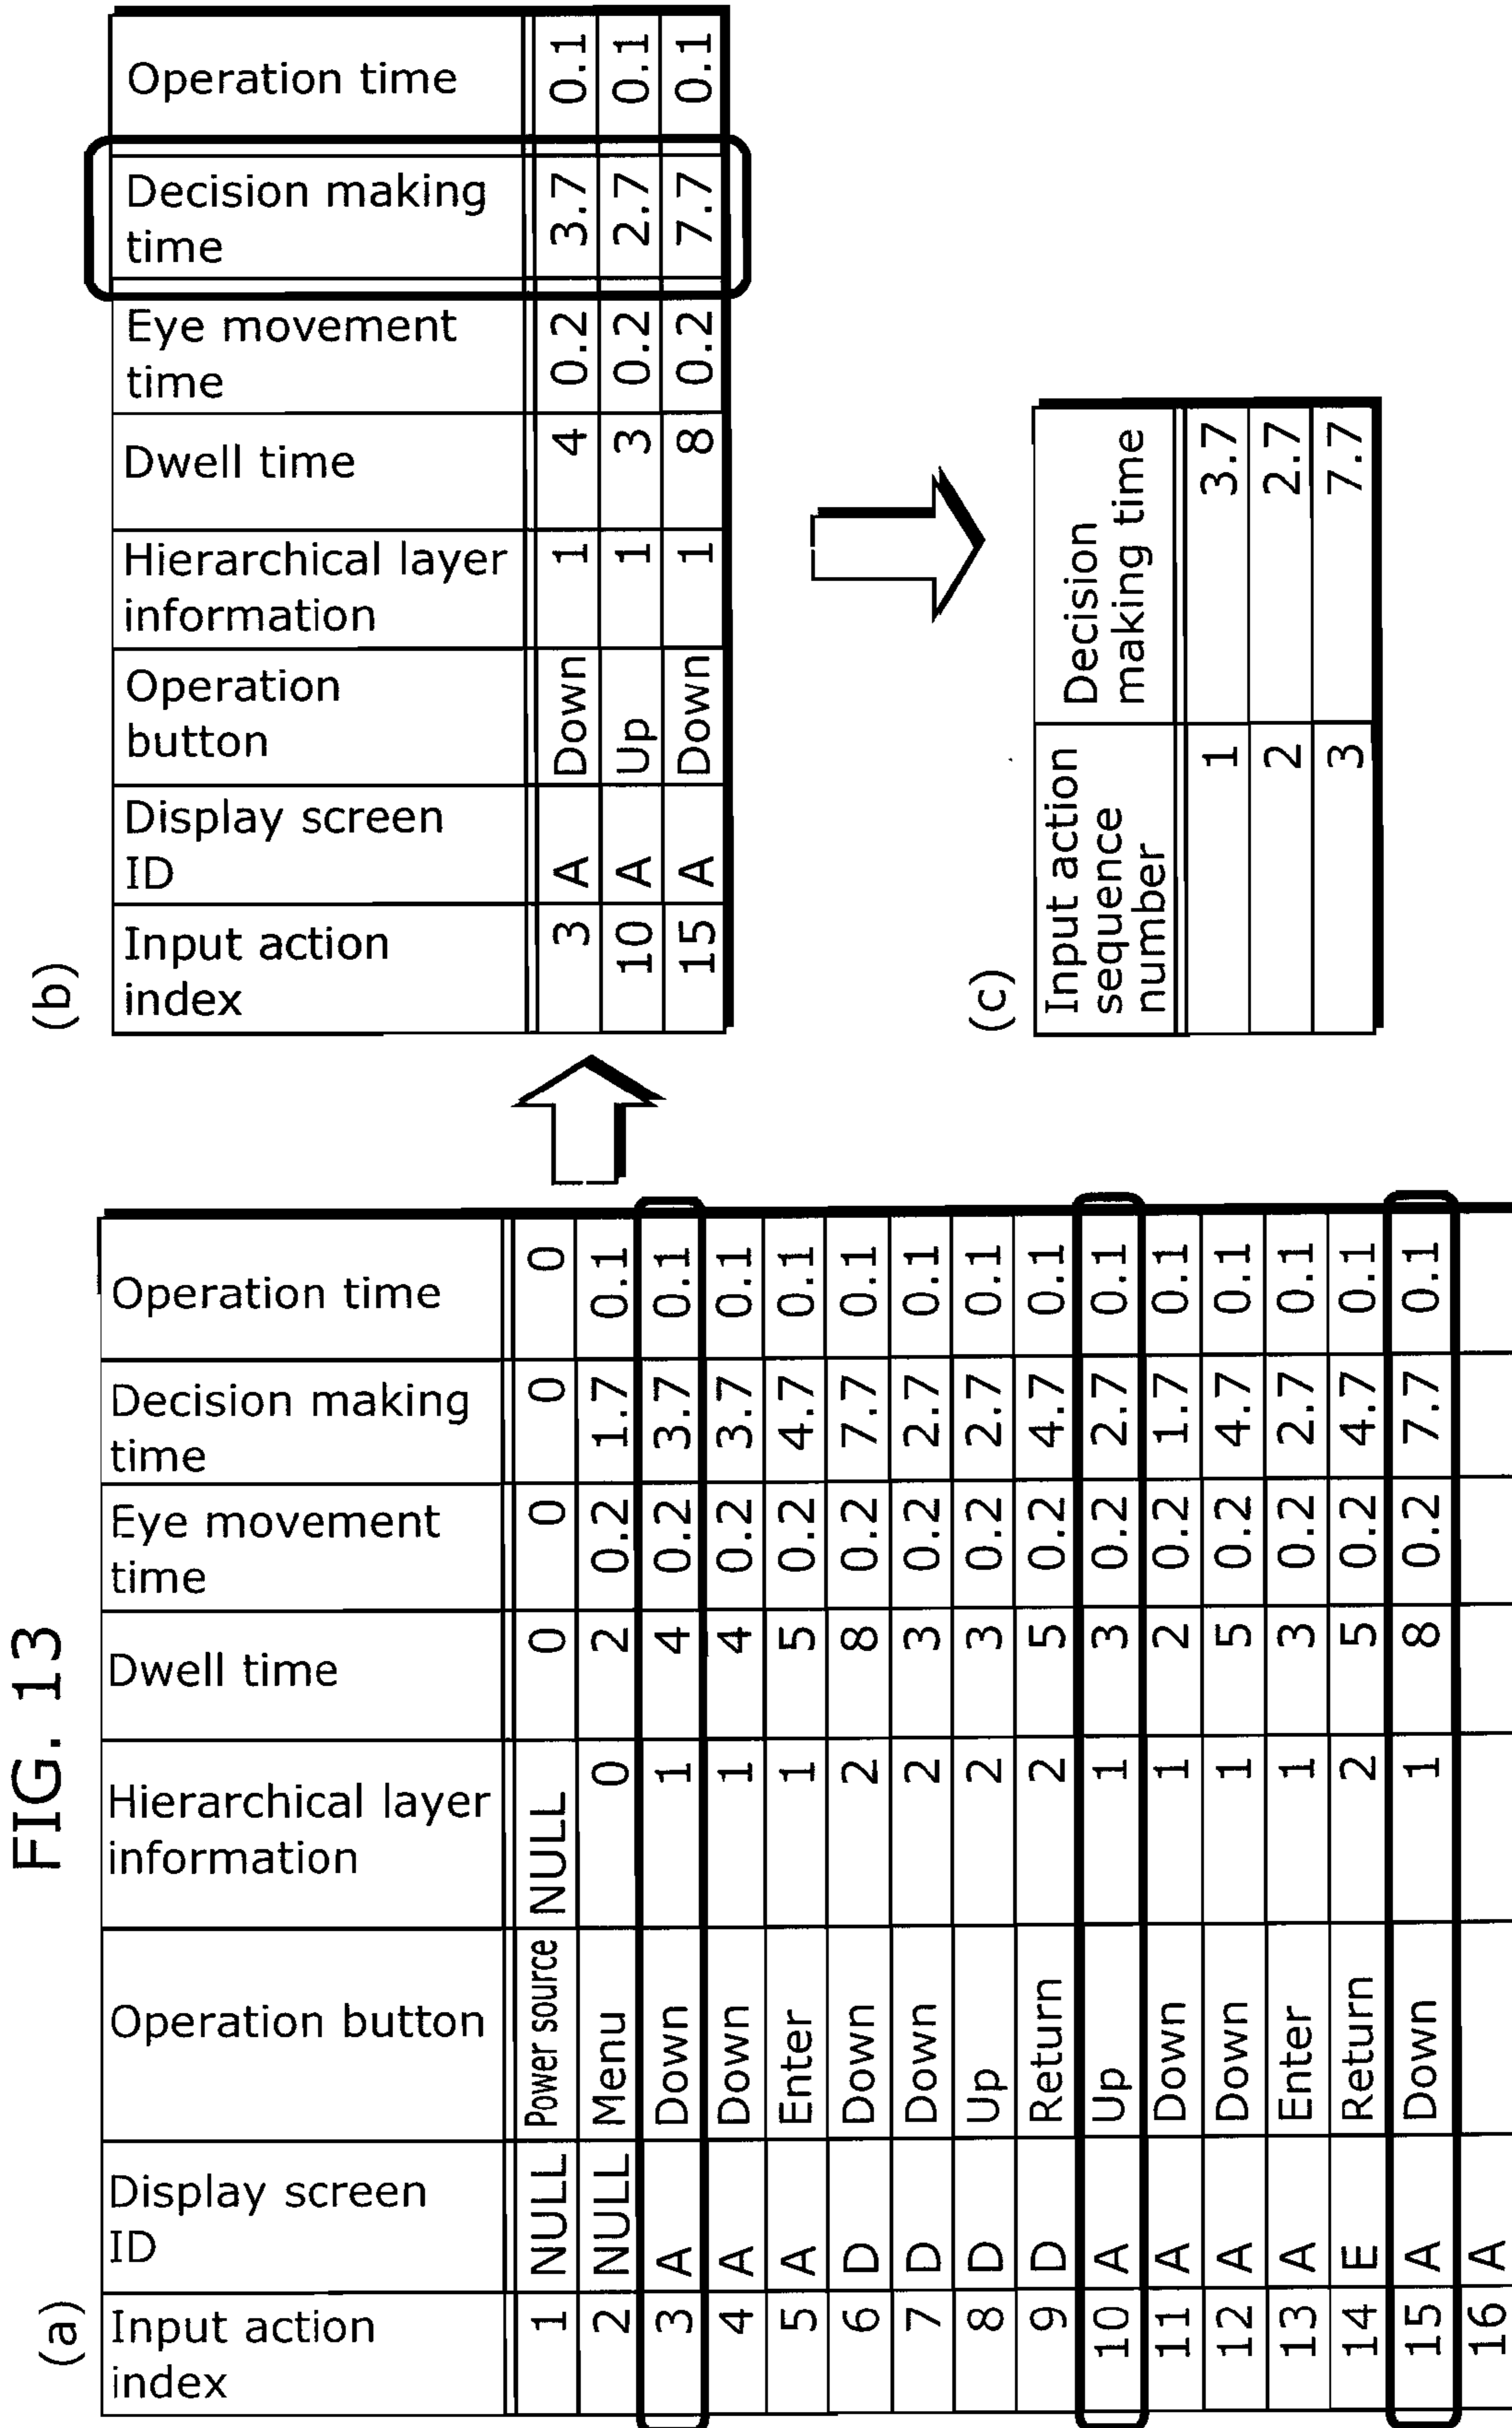 FIG. 13
(a)
Input action index | Display screen ID | Operation button | Hierarchical layer information | Dwell time | Eye movement time | Decision making time | Operation time
1 | NULL | Power source | NULL | 0 | 0 | 0 | 0
2 | NULL | Menu | 0 | 2 | 0.2 | 1.7 | 0.1
3 | A | Down | 1 | 4 | 0.2 | 3.7 | 0.1
4 | A | Down | 1 | 4 | 0.2 | 3.7 | 0.1
5 | A | Enter | 1 | 5 | 0.2 | 4.7 | 0.1
6 | D | Down | 2 | 8 | 0.2 | 7.7 | 0.1
7 | D | Down | 2 | 3 | 0.2 | 2.7 | 0.1
8 | D | Up | 2 | 3 | 0.2 | 2.7 | 0.1
9 | D | Return | 2 | 5 | 0.2 | 4.7 | 0.1
10 | A | Up | 1 | 3 | 0.2 | 2.7 | 0.1
11 | A | Down | 1 | 2 | 0.2 | 1.7 | 0.1
12 | A | Down | 1 | 5 | 0.2 | 4.7 | 0.1
13 | A | Enter | 1 | 3 | 0.2 | 2.7 | 0.1
14 | E | Return | 2 | 5 | 0.2 | 4.7 | 0.1
15 | A | Down | 1 | 8 | 0.2 | 7.7 | 0.1
16 | A
(b)
Input action index | Display screen ID | Operation button | Hierarchical layer information | Dwell time | Eye movement time | Decision making time | Operation time
3 | A | Down | 1 | 4 | 0.2 | 3.7 | 0.1
10 | A | Up | 1 | 3 | 0.2 | 2.7 | 0.1
15 | A | Down | 1 | 8 | 0.2 | 7.7 | 0.1
(c)
Input action sequence number | Decision making time
1 | 3.7
2 | 2.7
3 | 7.7